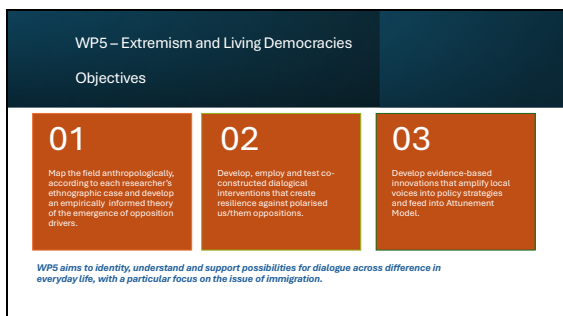 WP5 – Extremism and Living Democracies
Objectives
01
Map the field anthropologically,
according to each researcher's
ethnographic case and develop
an empirically informed theory
of the emergence of opposition
drivers.
02
Develop, employ and test co-
constructed dialogical
interventions that create
resilience against polarised
us/them oppositions.
03
Develop evidence-based
innovations that amplify local
voices into policy strategies
and feed into Attunement
Model.
WP5 aims to identity, understand and support possibilities for dialogue across difference in
everyday life, with a particular focus on the issue of immigration.